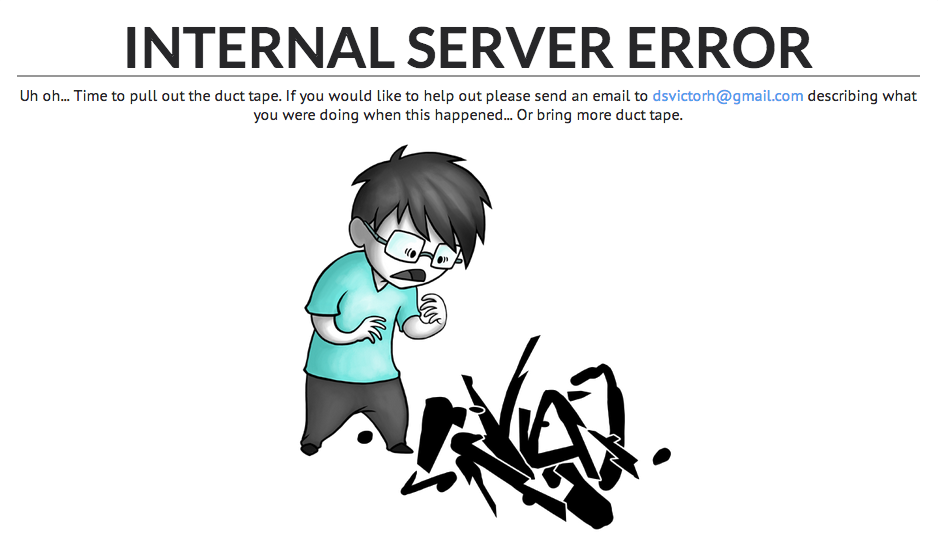 INTERNAL SERVER ERROR
Uh oh... Time to pull out the duct tape. If you would like to help out please send an email to dsvictorh@gmail.com describing what
you were doing when this happened... Or bring more duct tape.